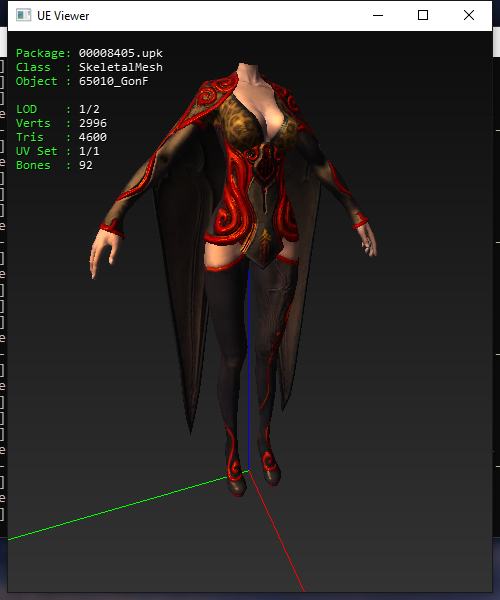 UE Viewer
Package: 00008405.upk
Class : SkeletalMesh
Object : 65010_GonF
LOD : 1/2
Verts : 2996
Tris : 4600
UV Set : 1/1
Bones : 92